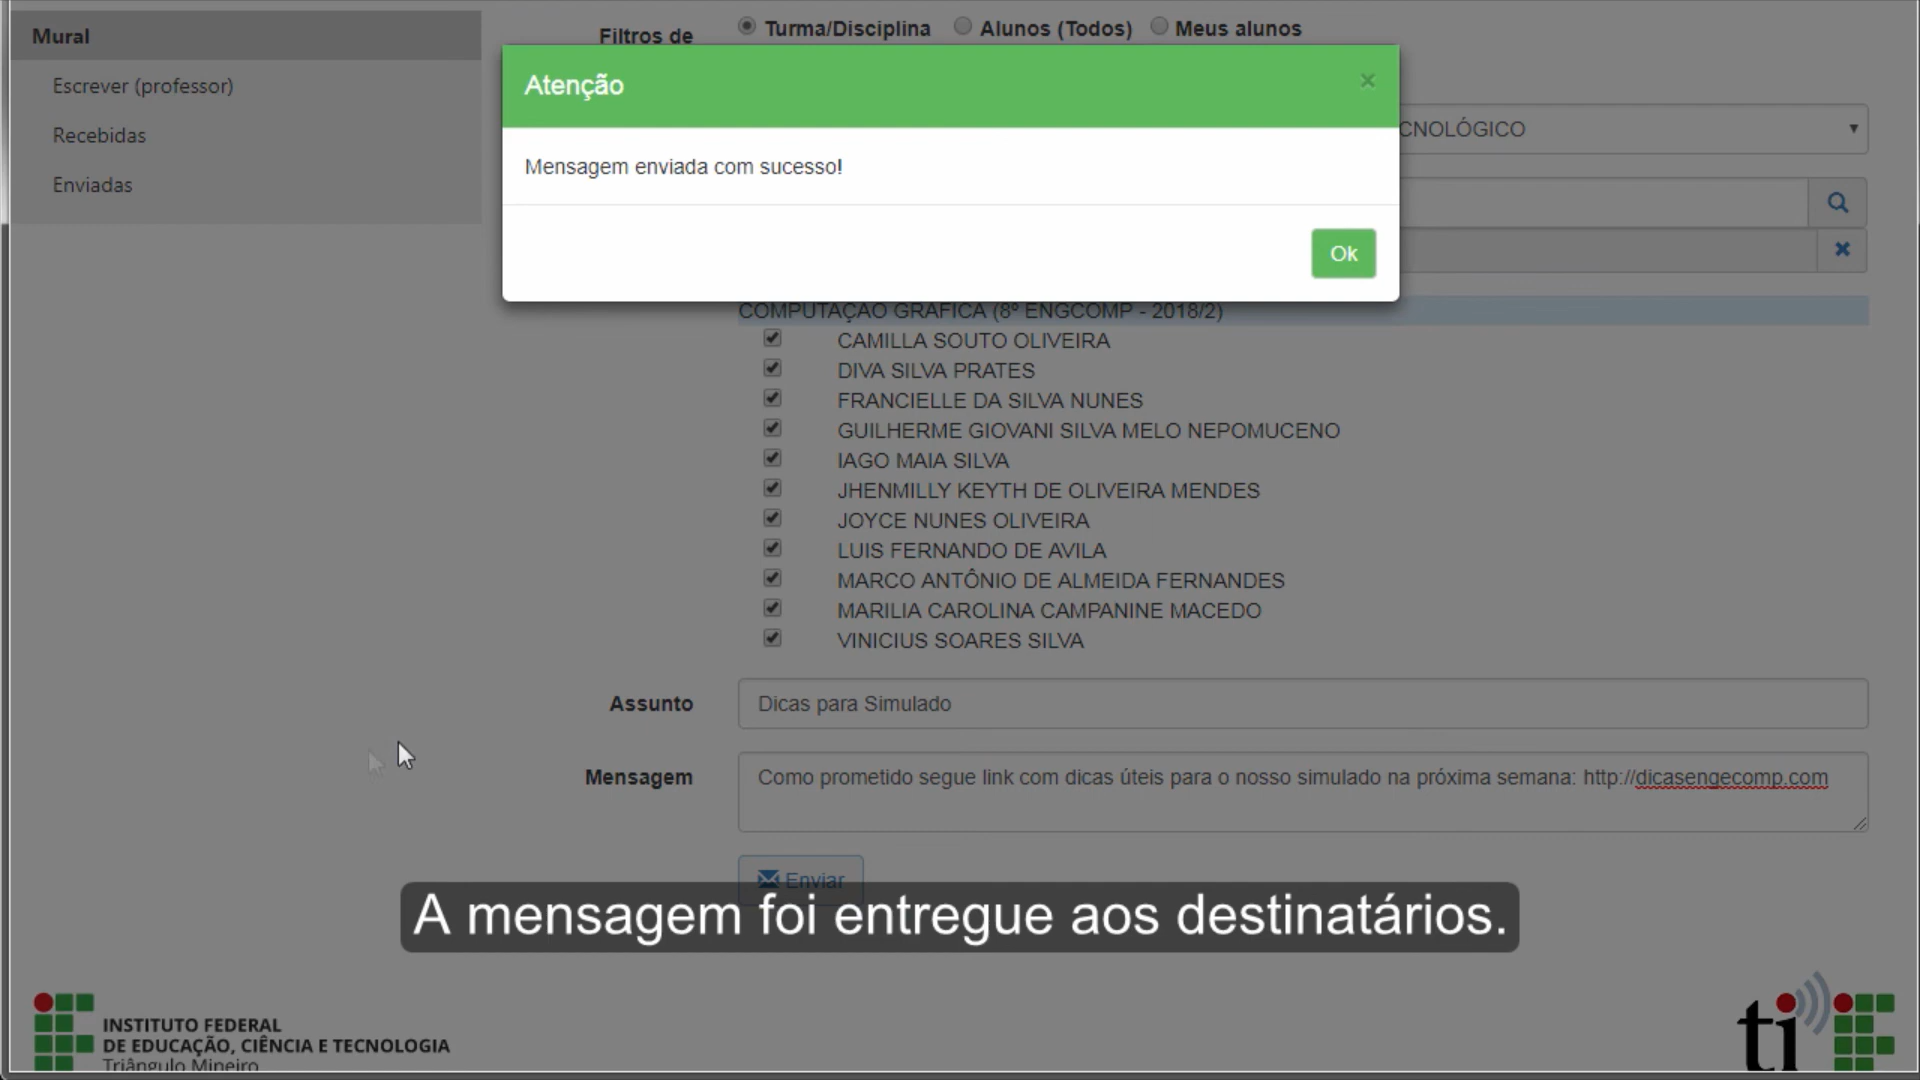 Mural
Escrever (professor)
Recebidas
Enviadas
Filtros de
Turma/Disciplina
Alunos (Todos)
Meus alunos
Atenção
×
CNOLÓGICO
Mensagem enviada com sucesso!
Ok
COMPUTAÇÃO GRÁFICA (8º ENGCOMP - 2018/2)
CAMILLA SOUTO OLIVEIRA
DIVA SILVA PRATES
FRANCIELLE DA SILVA NUNES
GUILHERME GIOVANI SILVA MELO NEPOMUCENO
IAGO MAIA SILVA
JHENMILLY KEYTH DE OLIVEIRA MENDES
JOYCE NUNES OLIVEIRA
LUIS FERNANDO DE AVILA
MARCO ANTÔNIO DE ALMEIDA FERNANDES
MARILIA CAROLINA CAMPANINE MACEDO
VINICIUS SOARES SILVA
Assunto
Dicas para Simulado
Mensagem
Como prometido segue link com dicas úteis para o nosso simulado na próxima semana: http://dicasengecomp.com
Enviar
A mensagem foi entregue aos destinatários.
INSTITUTO FEDERAL
DE EDUCAÇÃO, CIÊNCIA E TECNOLOGIA
Triângulo Mineiro
ti